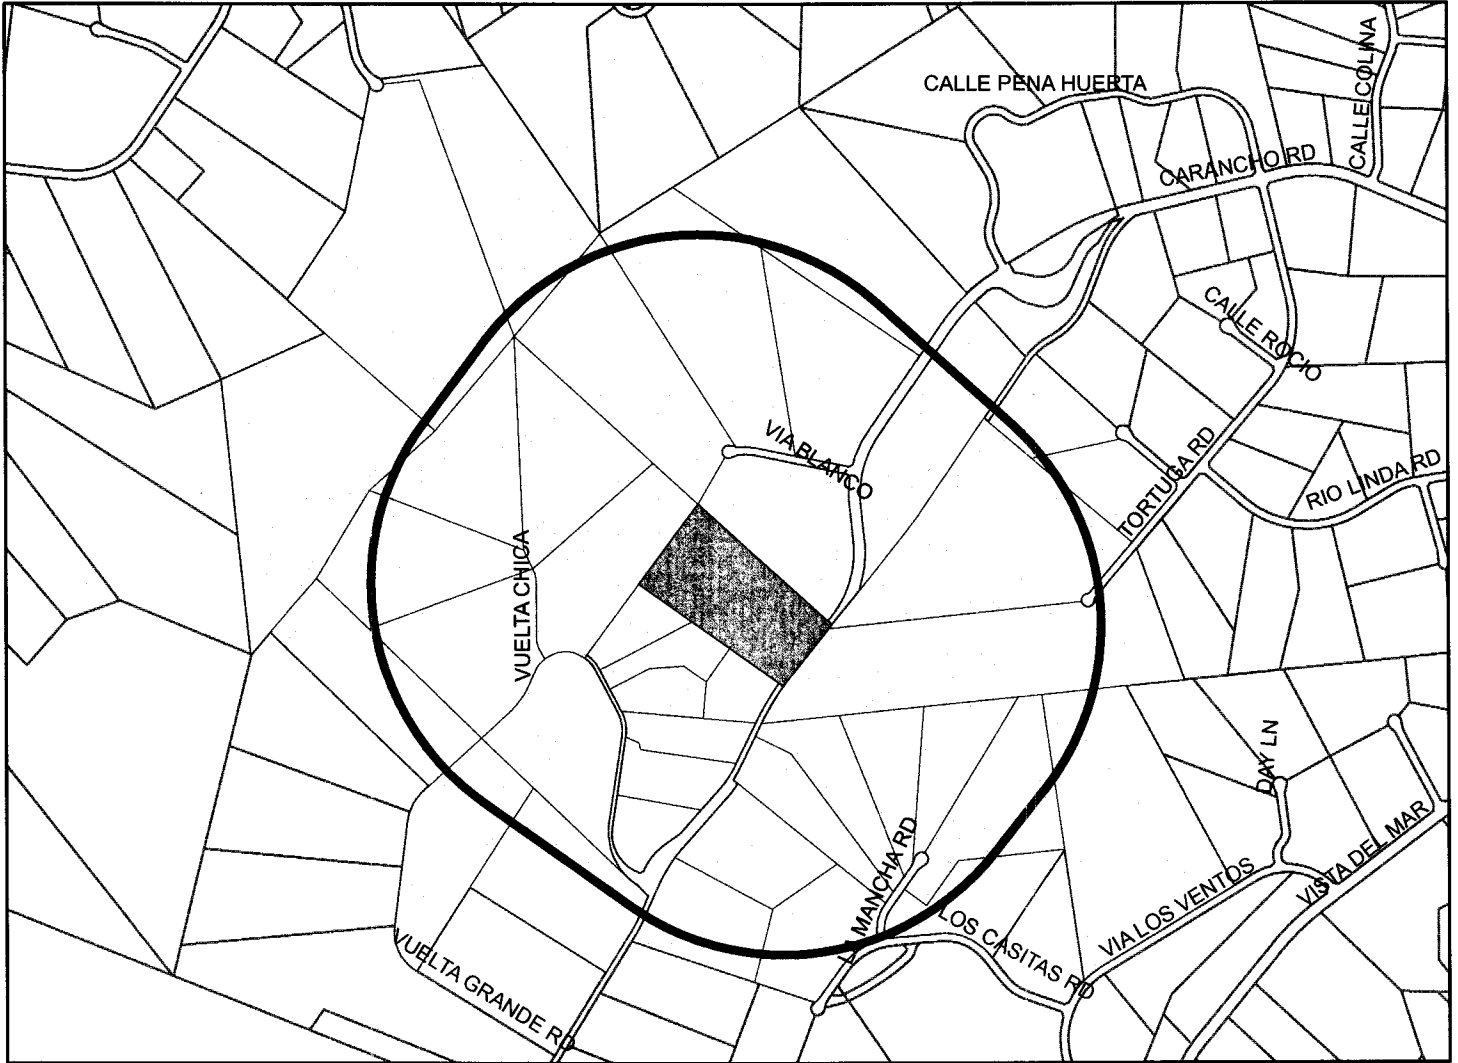 CALLE COLINA
CALLE PENA HUERTA
CARANCHO RD
CALLE ROCIO
VIA BLANCO
TORTUGA RD
RIO LINDA RD
VUELTA CHICA
DAY LN
VISTA DEL MAR
MANCHA RD
LOS CASITAS RD
VIA LOS VENTOS
VUELTA GRANDE RD